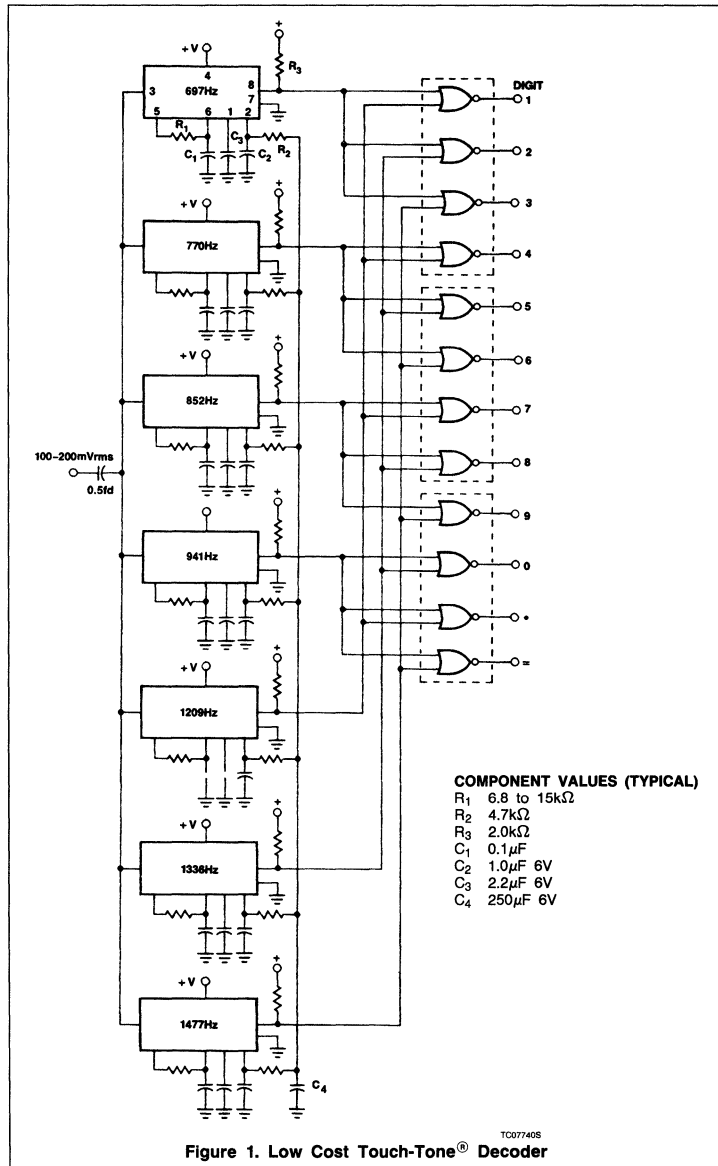 +
+V
R3
4
697Hz
3
8
7
5
6
1
2
R1
C1
C3
C2
R2
DIGIT
1
2
3
4
5
6
7
8
9
0
*
=
+
+V
770Hz
+
+V
852Hz
100–200mVrms
0.5fd
+
941Hz
+
+V
1209Hz
+
+V
1336Hz
+
+V
1477Hz
C4
COMPONENT VALUES (TYPICAL)
R1 6.8 to 15kΩ
R2 4.7kΩ
R3 2.0kΩ
C1 0.1μF
C2 1.0μF 6V
C3 2.2μF 6V
C4 250μF 6V
TC07740S
Figure 1. Low Cost Touch-Tone® Decoder